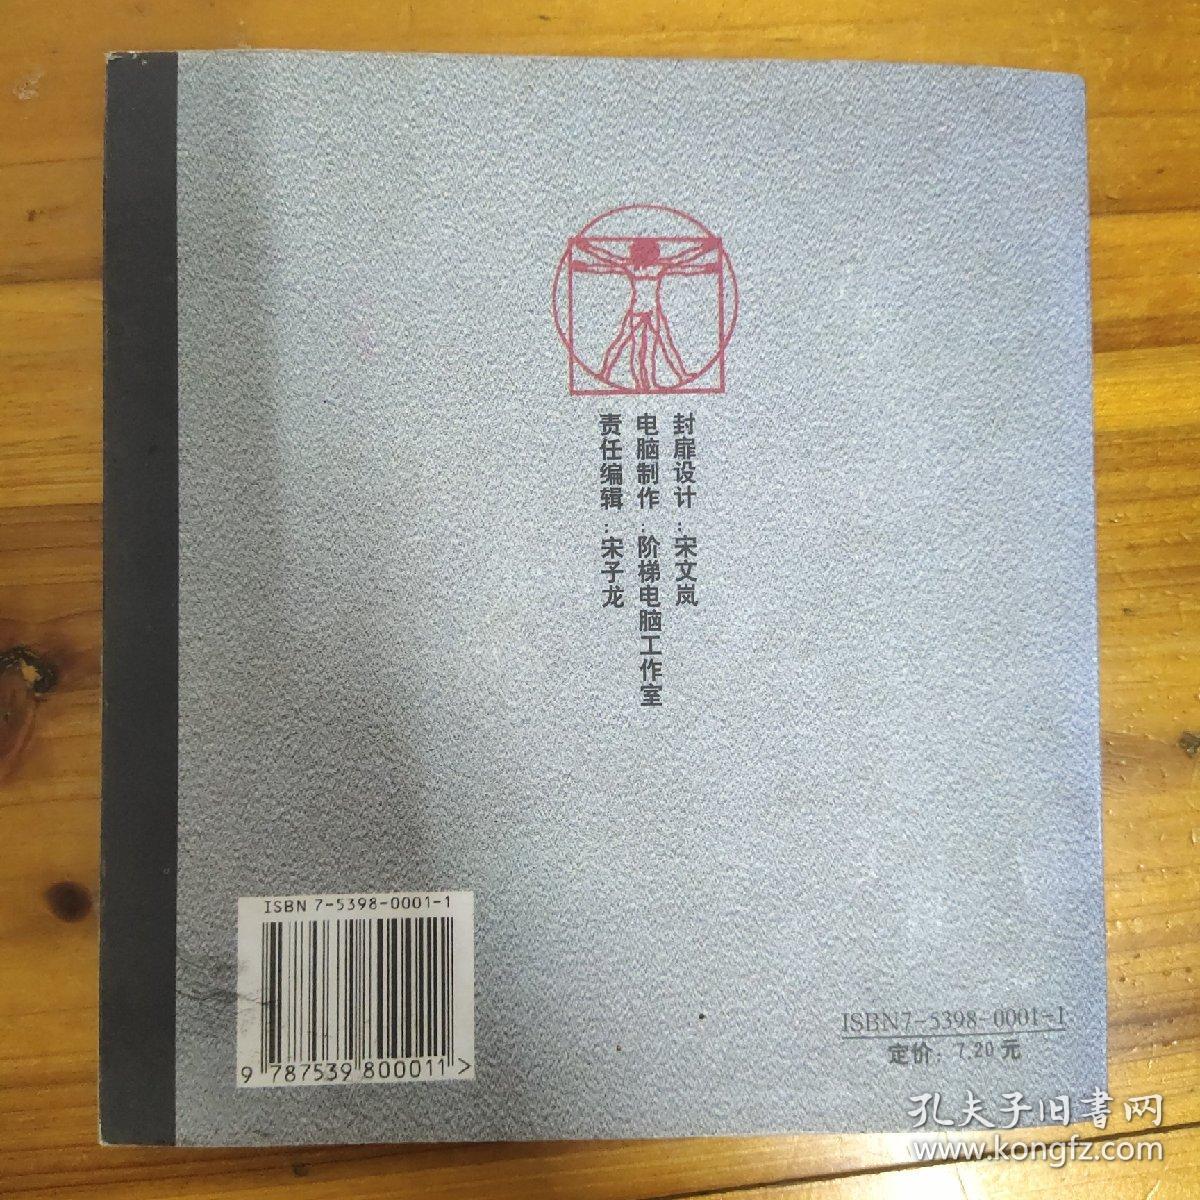 封扉设计：宋文岚
电脑制作：阶梯电脑工作室
责任编辑：宋子龙
ISBN 7-5398-0001-1
9 787539 800011 >
ISBN7-5398-0001-1
定价：7.20元
孔夫子旧书网
www.kongfz.com